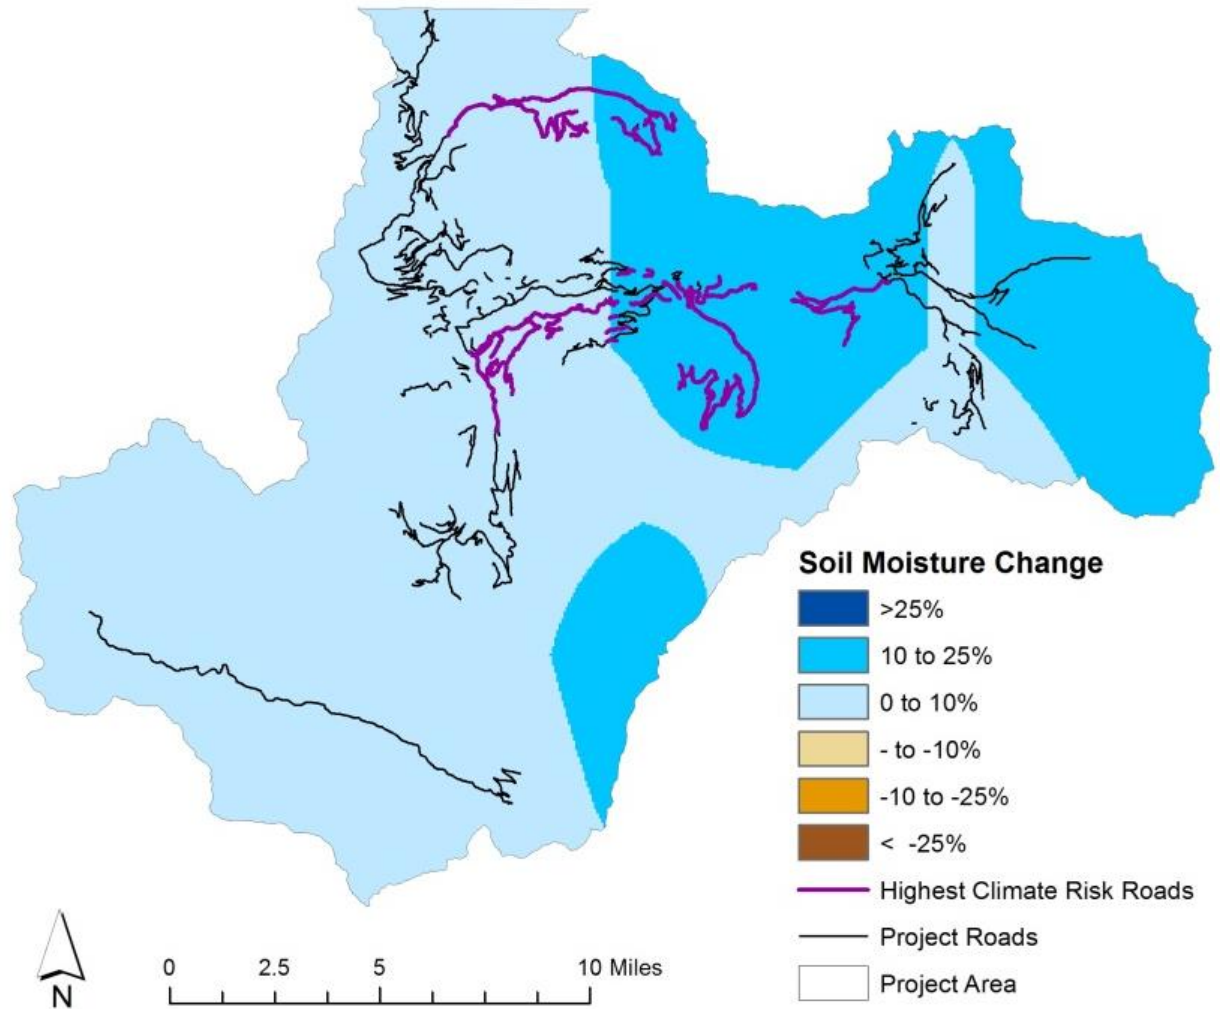 Soil Moisture Change
>25%
10 to 25%
0 to 10%
- to -10%
-10 to -25%
< -25%
Highest Climate Risk Roads
Project Roads
Project Area
0 2.5 5 10 Miles
N